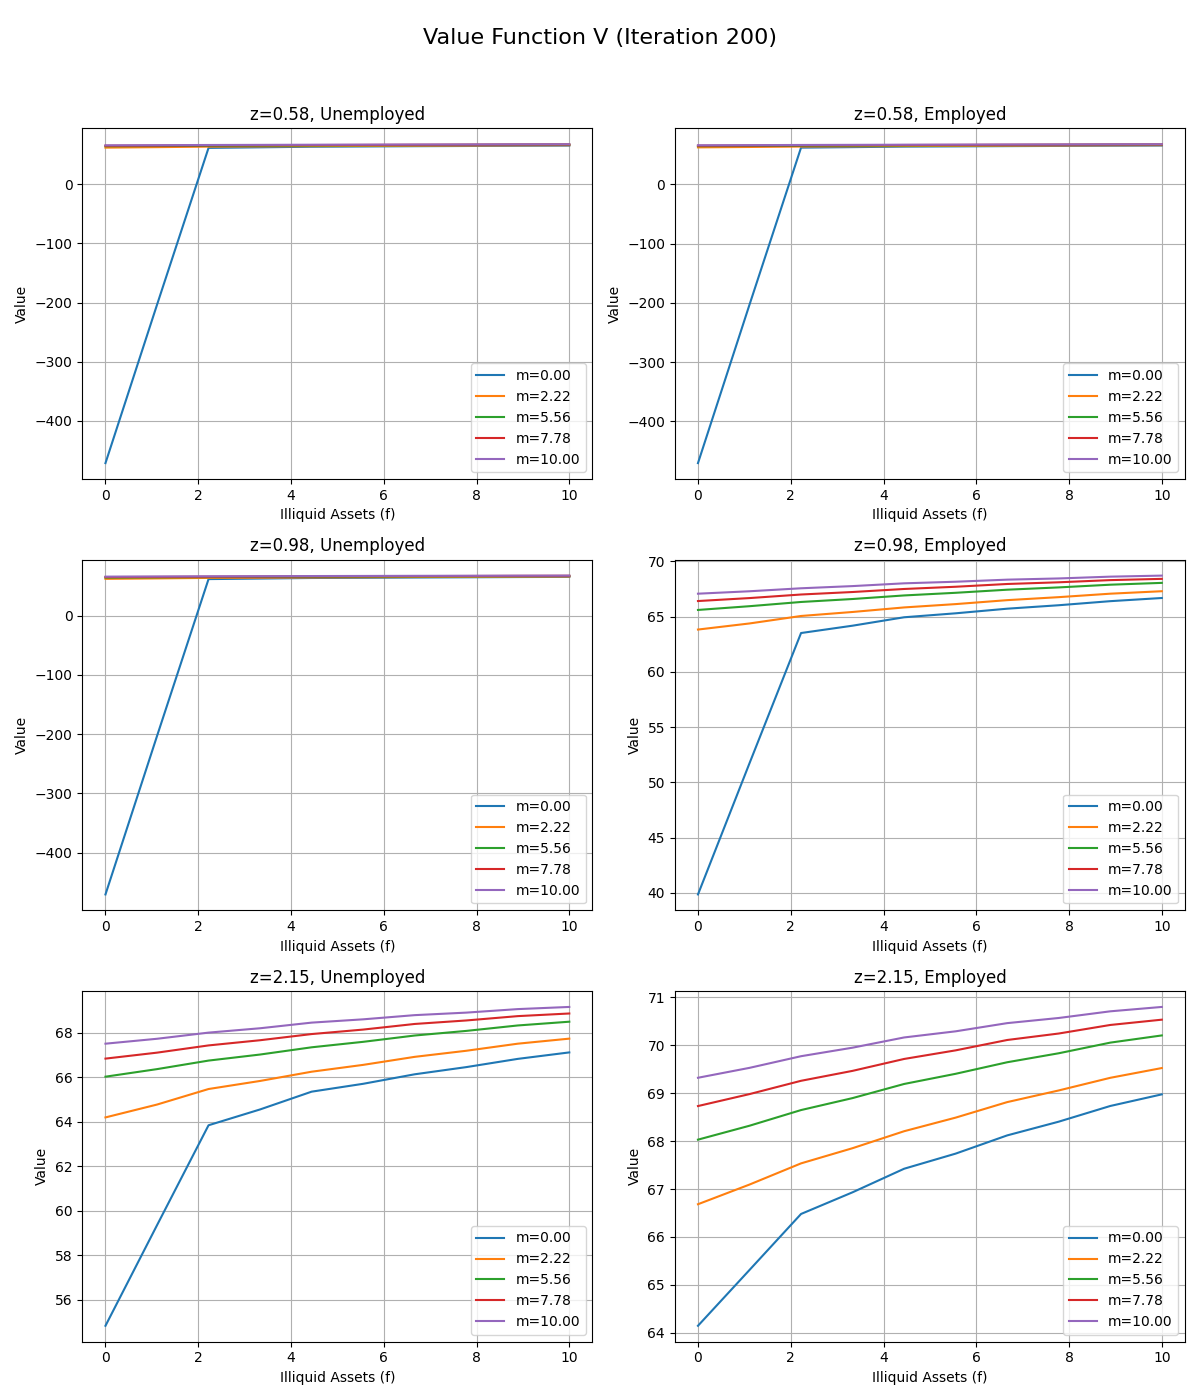 Value Function V (Iteration 200)
z=0.58, Unemployed
Value
0
−100
−200
−300
−400
0 2 4 6 8 10
Illiquid Assets (f)
m=0.00
m=2.22
m=5.56
m=7.78
m=10.00
z=0.58, Employed
Value
0
−100
−200
−300
−400
0 2 4 6 8 10
Illiquid Assets (f)
m=0.00
m=2.22
m=5.56
m=7.78
m=10.00
z=0.98, Unemployed
Value
0
−100
−200
−300
−400
0 2 4 6 8 10
Illiquid Assets (f)
m=0.00
m=2.22
m=5.56
m=7.78
m=10.00
z=0.98, Employed
Value
70
65
60
55
50
45
40
0 2 4 6 8 10
Illiquid Assets (f)
m=0.00
m=2.22
m=5.56
m=7.78
m=10.00
z=2.15, Unemployed
Value
68
66
64
62
60
58
56
0 2 4 6 8 10
Illiquid Assets (f)
m=0.00
m=2.22
m=5.56
m=7.78
m=10.00
z=2.15, Employed
Value
71
70
69
68
67
66
65
64
0 2 4 6 8 10
Illiquid Assets (f)
m=0.00
m=2.22
m=5.56
m=7.78
m=10.00